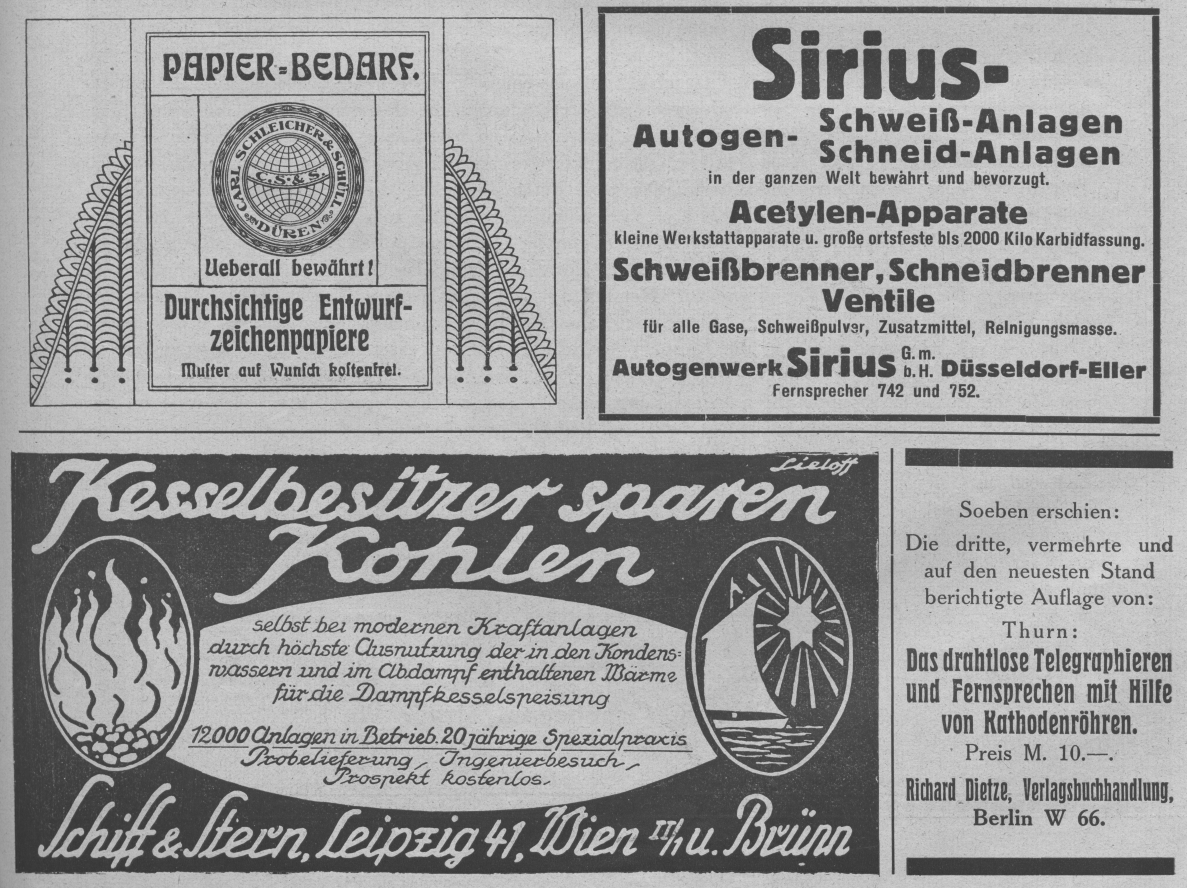 PAPIER-BEDARF.
CARL SCHLEICHER & SCHÜLL
C.S.&S.
DÜREN
Ueberall bewährt!
Durchsichtige Entwurf-
zeichenpapiere
Muster auf Wunsch kostenfrei.
Sirius-
Autogen- Schweiß-Anlagen
Schneid-Anlagen
in der ganzen Welt bewährt und bevorzugt.
Acetylen-Apparate
kleine Werkstattapparate u. große ortsfeste bis 2000 Kilo Karbidfassung.
Schweißbrenner, Schneidbrenner
Ventile
für alle Gase, Schweißpulver, Zusatzmittel, Reinigungsmasse.
Autogenwerk Sirius G. m. b. H. Düsseldorf-Eller
Fernsprecher 742 und 752.
Lieloff
Kesselbesitzer sparen
Kohlen
selbst bei modernen Kraftanlagen
durch höchste Ausnutzung der in den Kondens-
wassern und im Abdampf enthaltenen Wärme
für die Dampfkesselspeisung
12000 Anlagen in Betrieb. 20 jährige Spezialpraxis
Probelieferung, Ingenierbesuch,
Prospekt kostenlos.
Schiff & Stern, Leipzig 41, Wien III/1 u. Brünn
Soeben erschien:
Die dritte, vermehrte und
auf den neuesten Stand
berichtigte Auflage von:
Thurn:
Das drahtlose Telegraphieren
und Fernsprechen mit Hilfe
von Kathodenröhren.
Preis M. 10.—.
Richard Dietze, Verlagsbuchhandlung,
Berlin W 66.